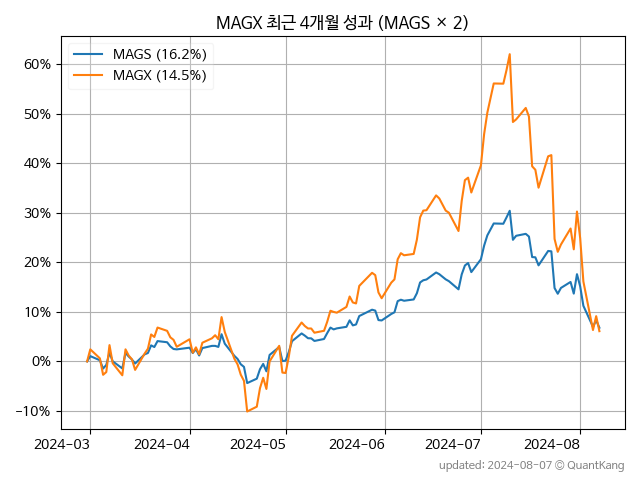 MAGX 최근 4개월 성과 (MAGS × 2)
MAGS (16.2%)
MAGX (14.5%)
60%
50%
40%
30%
20%
10%
0%
−10%
2024-03 2024-04 2024-05 2024-06 2024-07 2024-08
updated: 2024-08-07 © QuantKang